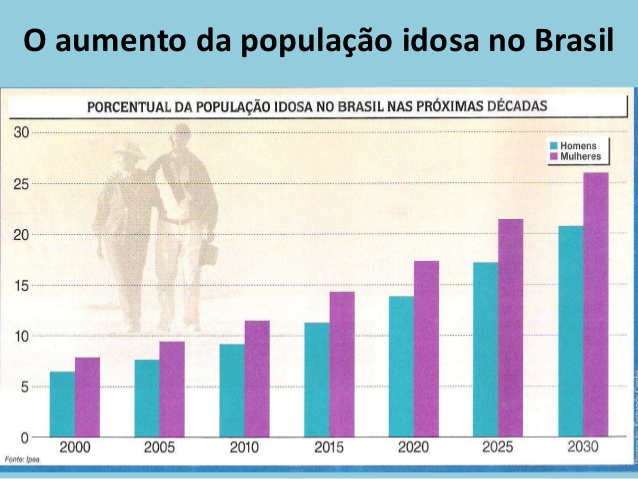 O aumento da população idosa no Brasil
PORCENTUAL DA POPULAÇÃO IDOSA NO BRASIL NAS PRÓXIMAS DÉCADAS
30
Homens
Mulheres
25
20
15
10
5
0
2000 2005 2010 2015 2020 2025 2030
Fonte: Ipea